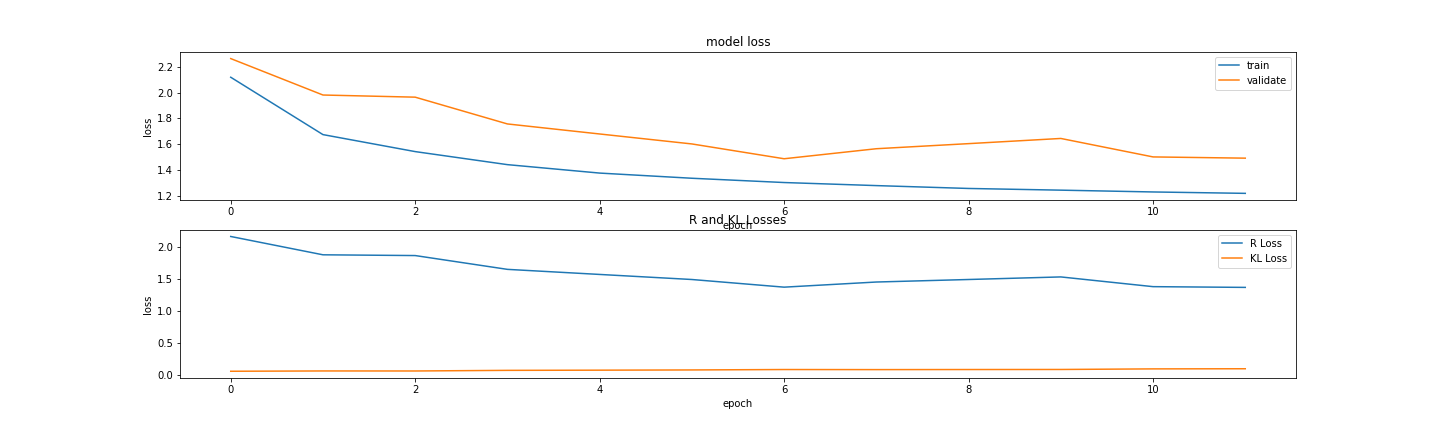 model loss
train
validate
loss
2.2
2.0
1.8
1.6
1.4
1.2
0 2 4 6 8 10
epoch
R and KL Losses
R Loss
KL Loss
loss
2.0
1.5
1.0
0.5
0.0
0 2 4 6 8 10
epoch